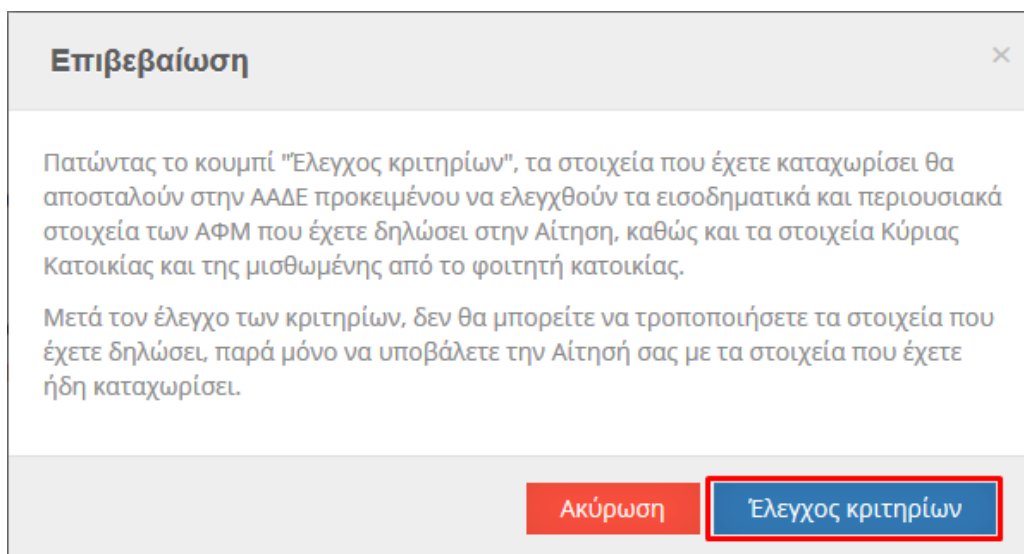 Επιβεβαίωση
×
Πατώντας το κουμπί "Έλεγχος κριτηρίων", τα στοιχεία που έχετε καταχωρίσει θα
αποσταλούν στην ΑΑΔΕ προκειμένου να ελεγχθούν τα εισοδηματικά και περιουσιακά
στοιχεία των ΑΦΜ που έχετε δηλώσει στην Αίτηση, καθώς και τα στοιχεία Κύριας
Κατοικίας και της μισθωμένης από το φοιτητή κατοικίας.
Μετά τον έλεγχο των κριτηρίων, δεν θα μπορείτε να τροποποιήσετε τα στοιχεία που
έχετε δηλώσει, παρά μόνο να υποβάλετε την Αίτησή σας με τα στοιχεία που έχετε
ήδη καταχωρίσει.
Ακύρωση
Έλεγχος κριτηρίων